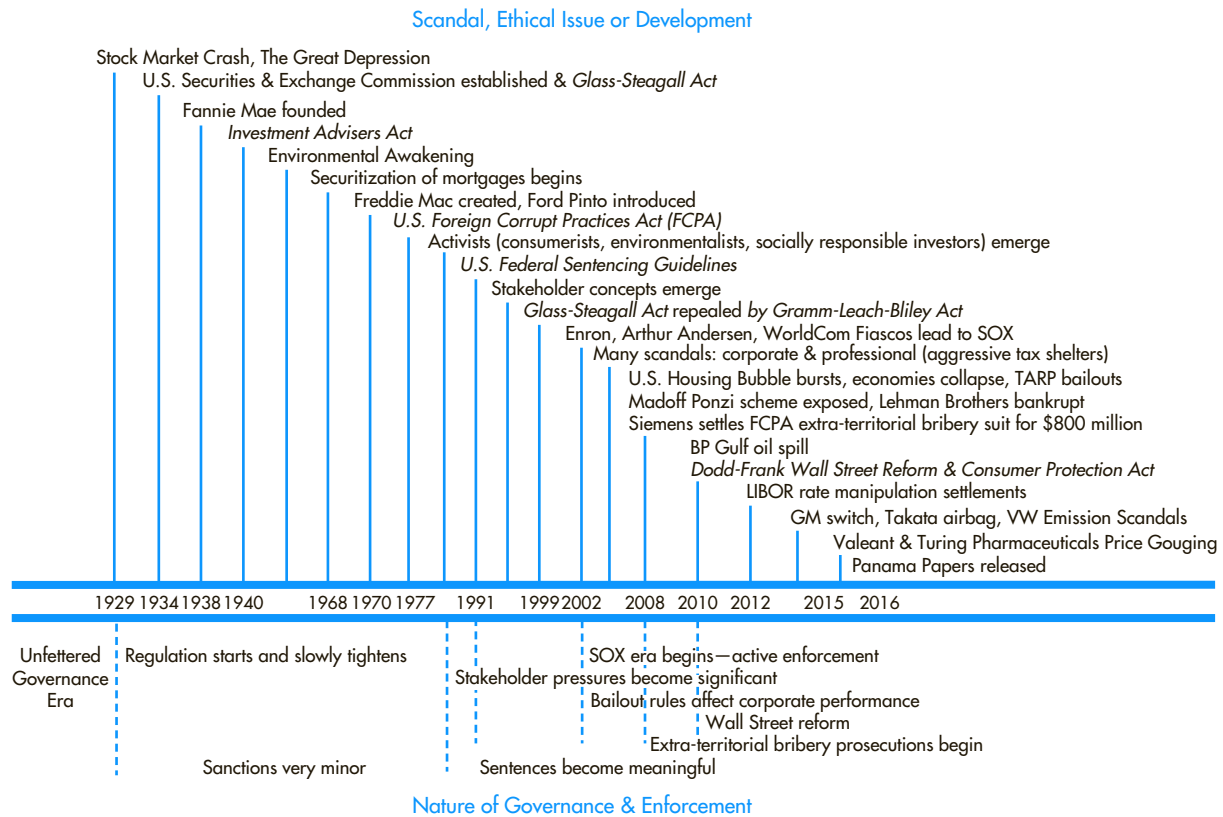 Scandal, Ethical Issue or Development
Stock Market Crash, The Great Depression
U.S. Securities & Exchange Commission established & Glass-Steagall Act
Fannie Mae founded
Investment Advisers Act
Environmental Awakening
Securitization of mortgages begins
Freddie Mac created, Ford Pinto introduced
U.S. Foreign Corrupt Practices Act (FCPA)
Activists (consumerists, environmentalists, socially responsible investors) emerge
U.S. Federal Sentencing Guidelines
Stakeholder concepts emerge
Glass-Steagall Act repealed by Gramm-Leach-Bliley Act
Enron, Arthur Andersen, WorldCom Fiascos lead to SOX
Many scandals: corporate & professional (aggressive tax shelters)
U.S. Housing Bubble bursts, economies collapse, TARP bailouts
Madoff Ponzi scheme exposed, Lehman Brothers bankrupt
Siemens settles FCPA extra-territorial bribery suit for $800 million
BP Gulf oil spill
Dodd-Frank Wall Street Reform & Consumer Protection Act
LIBOR rate manipulation settlements
GM switch, Takata airbag, VW Emission Scandals
Valeant & Turing Pharmaceuticals Price Gouging
Panama Papers released
1929 1934 1938 1940 1968 1970 1977 1991 1999 2002 2008 2010 2012 2015 2016
Unfettered
Governance
Era
Regulation starts and slowly tightens
SOX era begins—active enforcement
Stakeholder pressures become significant
Bailout rules affect corporate performance
Wall Street reform
Extra-territorial bribery prosecutions begin
Sanctions very minor
Sentences become meaningful
Nature of Governance & Enforcement